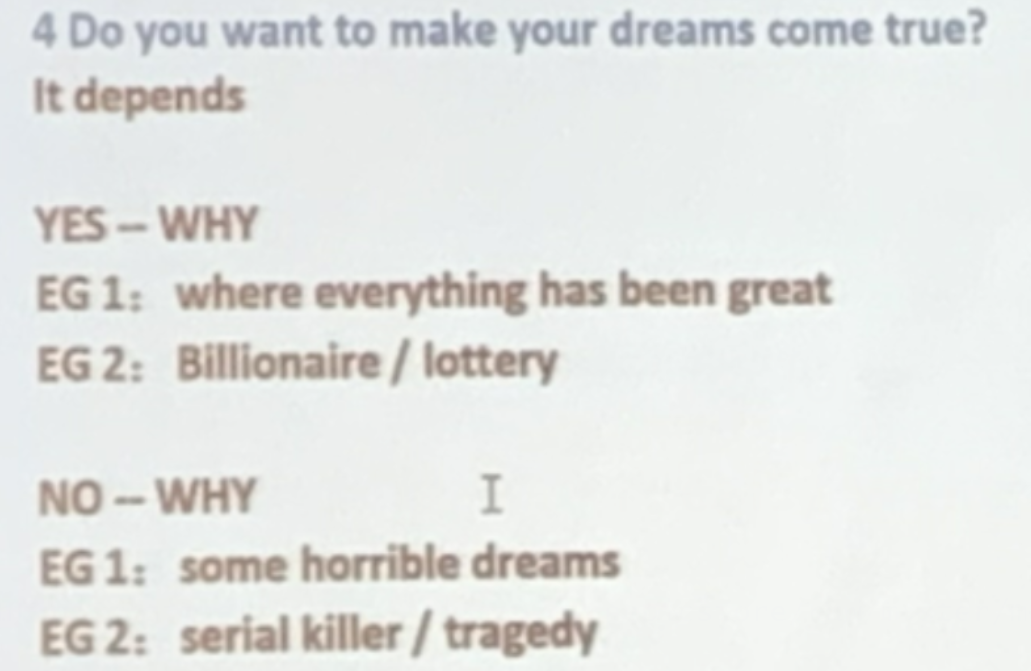 4 Do you want to make your dreams come true?
It depends
YES -- WHY
EG 1: where everything has been great
EG 2: Billionaire / lottery
NO -- WHY
EG 1: some horrible dreams
EG 2: serial killer / tragedy